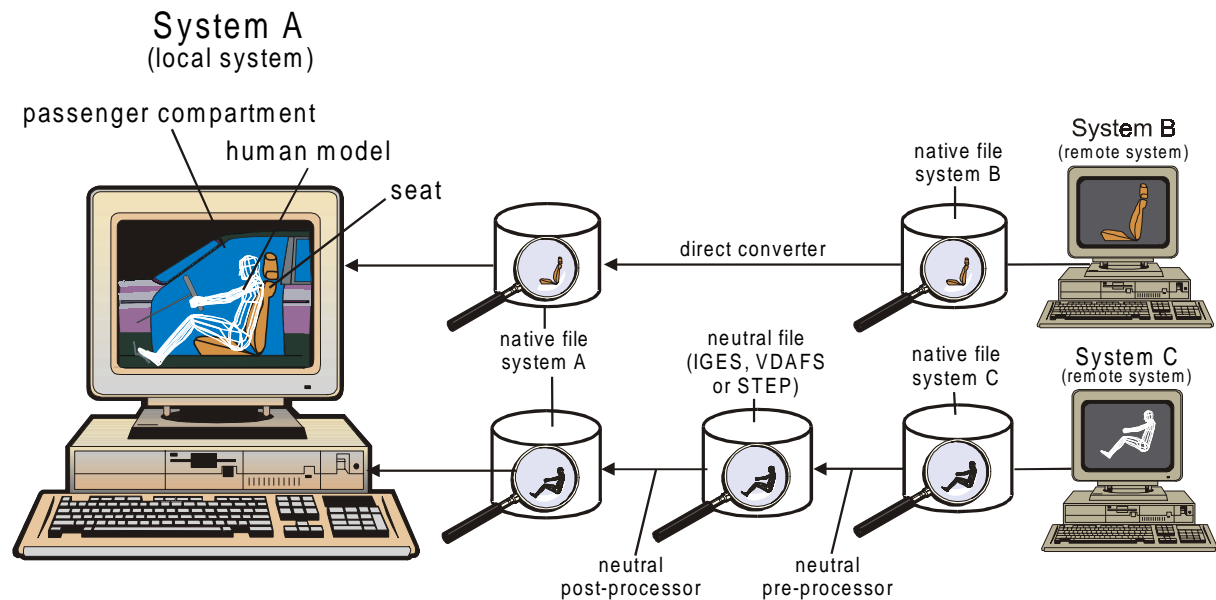 System A
(local system)
passenger compartment
human model
seat
native file
system B
System B
(remote system)
direct converter
native file
system A
neutral file
(IGES, VDAFS
or STEP)
native file
system C
System C
(remote system)
neutral
post-processor
neutral
pre-processor